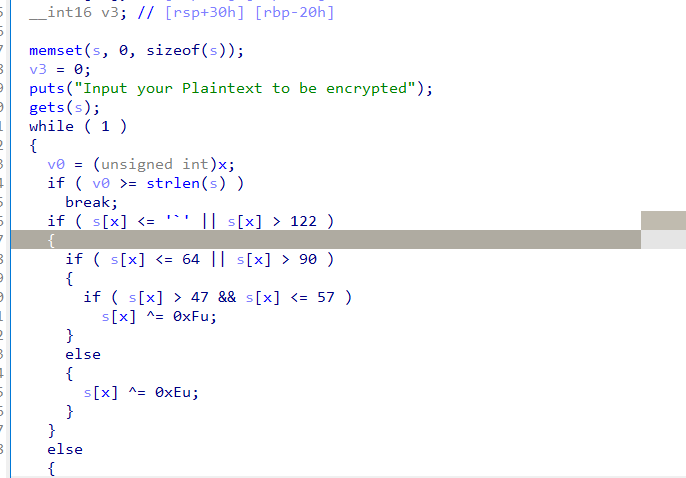 __int16 v3; // [rsp+30h] [rbp-20h]
memset(s, 0, sizeof(s));
v3 = 0;
puts("Input your Plaintext to be encrypted");
gets(s);
while ( 1 )
{
v0 = (unsigned int)x;
if ( v0 >= strlen(s) )
break;
if ( s[x] <= '`' || s[x] > 122 )
{
if ( s[x] <= 64 || s[x] > 90 )
{
if ( s[x] > 47 && s[x] <= 57 )
s[x] ^= 0xFu;
}
else
{
s[x] ^= 0xEu;
}
}
else
{